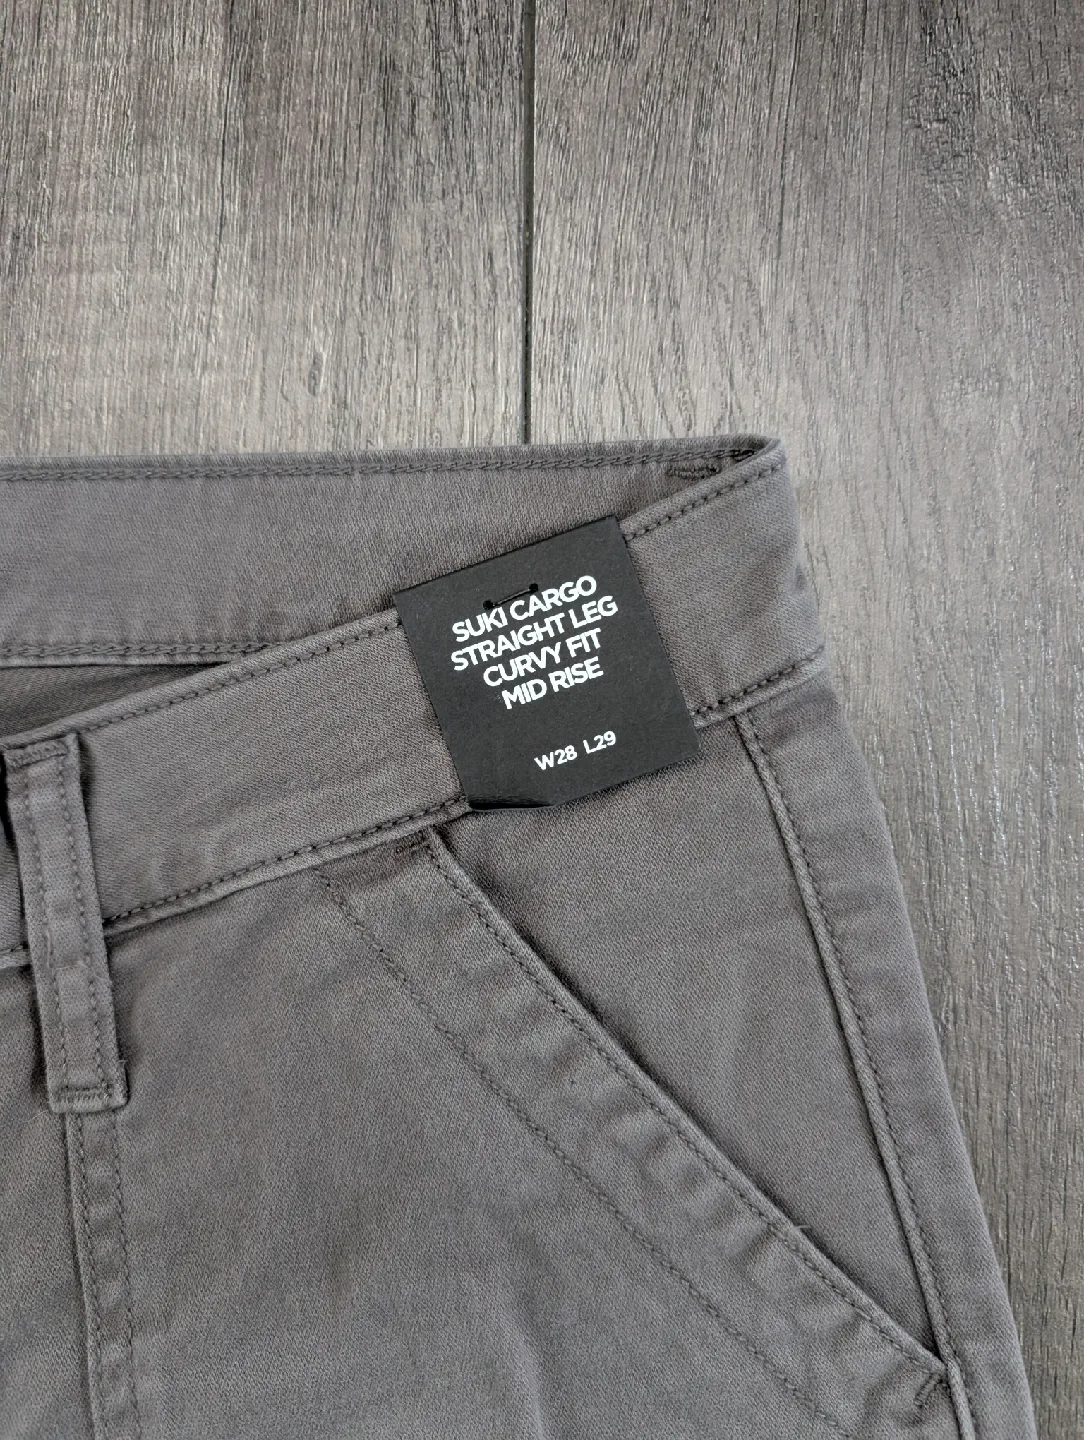 SUKI CARGO
STRAIGHT LEG
CURVY FIT
MID RISE
W28 L29